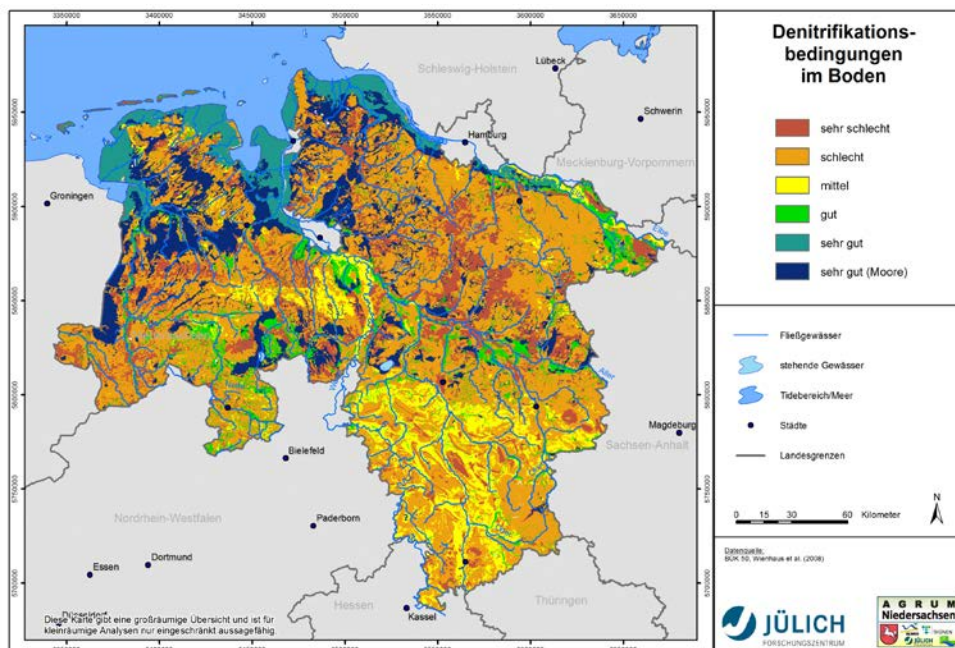 3350000 3400000 3450000 3500000 3550000 3600000 3650000
Schleswig-Holstein
Lübeck
Schwerin
Hamburg
Mecklenburg-Vorpommern
Groningen
Elbe
Aller
Magdeburg
Sachsen-Anhalt
Bielefeld
Nordrhein-Westfalen
Paderborn
Dortmund
Essen
Düsseldorf
Hessen
Thüringen
Kassel
Diese Karte gibt eine großräumige Übersicht und ist für
kleinräumige Analysen nur eingeschränkt aussagefähig.
5950000
5900000
5850000
5800000
5750000
5700000
Denitrifikations-
bedingungen
im Boden
sehr schlecht
schlecht
mittel
gut
sehr gut
sehr gut (Moore)
Fließgewässer
stehende Gewässer
Tidebereich/Meer
Städte
Landesgrenzen
N
0 15 30 60 Kilometer
Datenquelle:
BÜK 50, Wienhaus et al. (2008)
JÜLICH
FORSCHUNGSZENTRUM
AGRUM
Niedersachsen